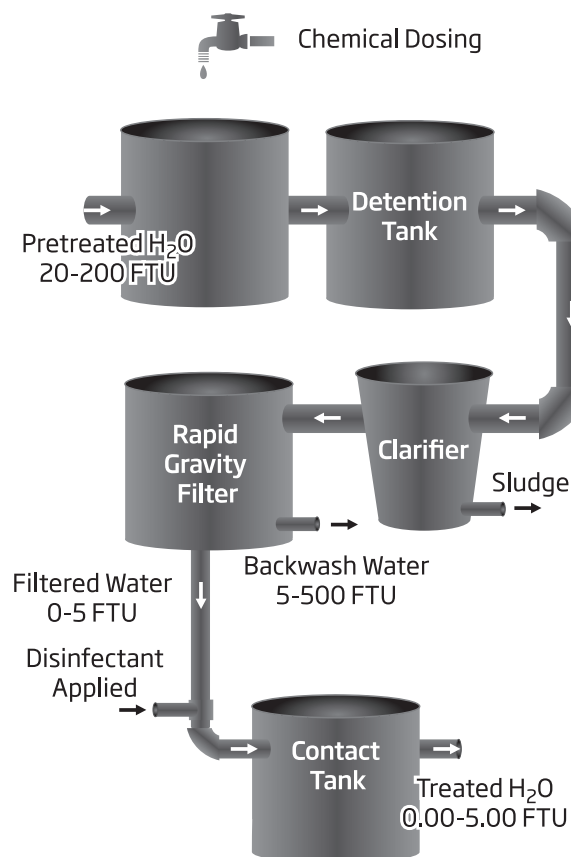 Chemical Dosing
Detention
Tank
Pretreated H₂O
20-200 FTU
Rapid
Gravity
Filter
Clarifier
Sludge
Backwash Water
5-500 FTU
Filtered Water
0-5 FTU
Disinfectant
Applied
Contact
Tank
Treated H₂O
0.00-5.00 FTU